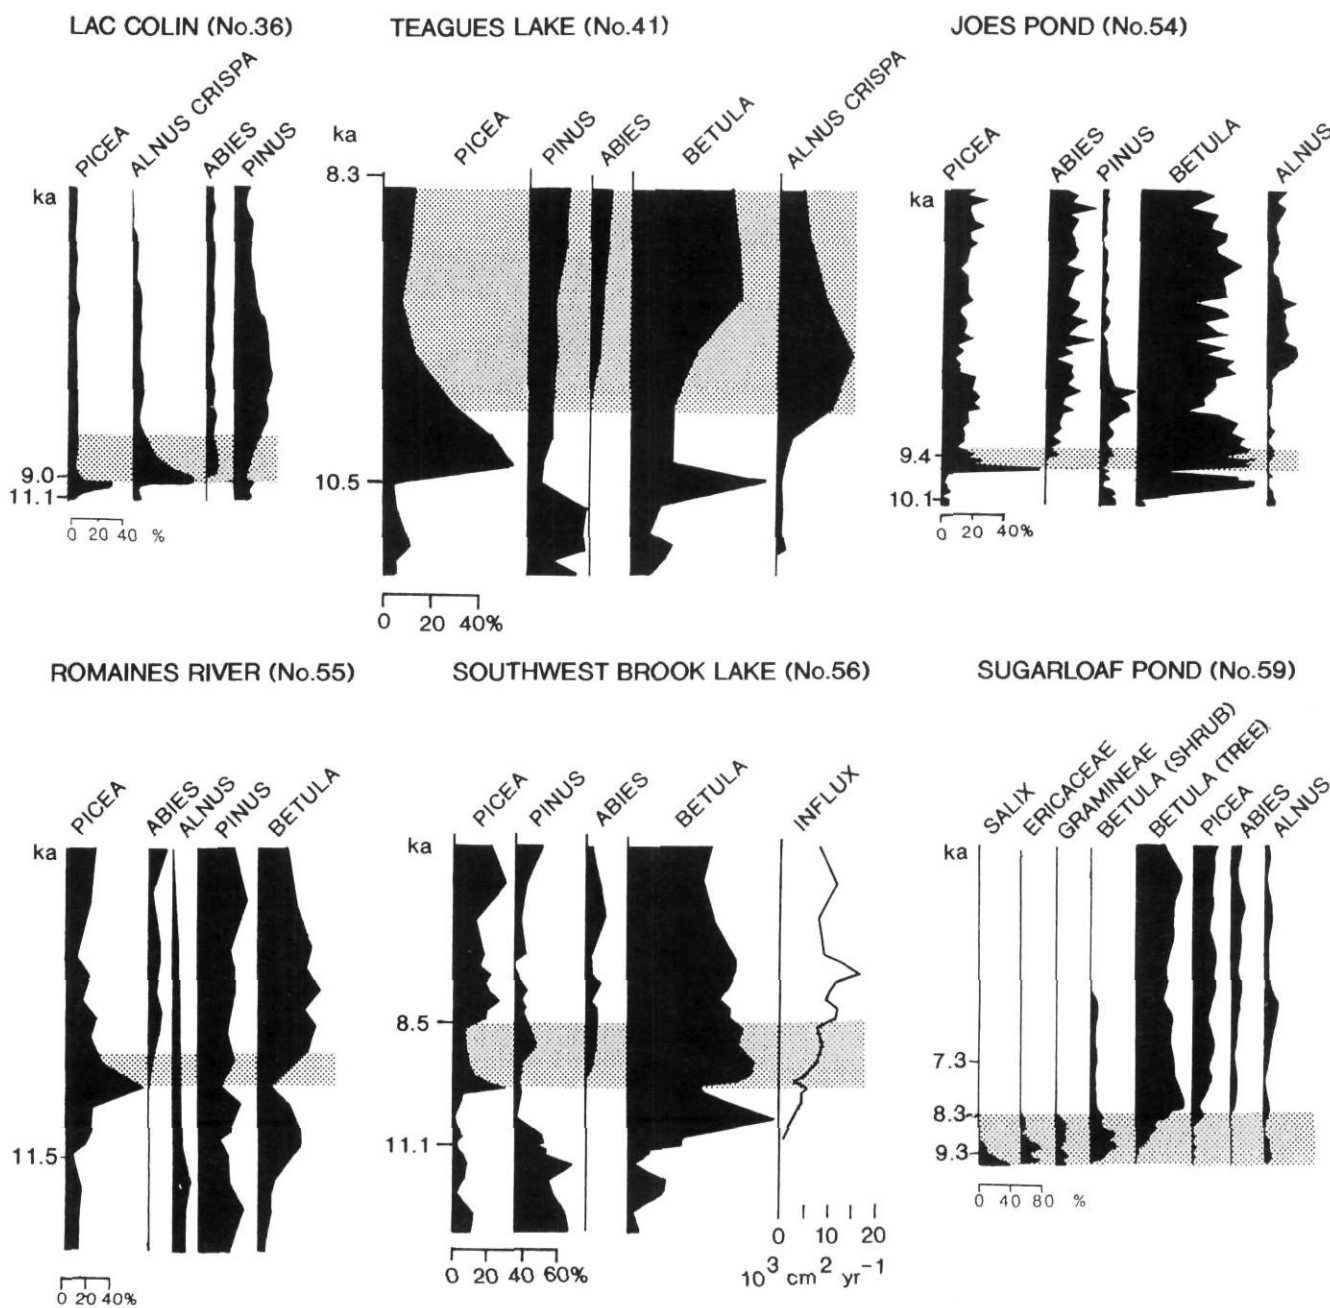 LAC COLIN (No.36)
PICEA
ALNUS CRISPA
ABIES
PINUS
ka
9.0
11.1
0 20 40 %
TEAGUES LAKE (No.41)
ka
PICEA
PINUS
ABIES
BETULA
ALNUS CRISPA
8.3
10.5
0 20 40%
JOES POND (No.54)
PICEA
ABIES
PINUS
BETULA
ALNUS
ka
9.4
10.1
0 20 40%
ROMAINES RIVER (No.55)
PICEA
ABIES
ALNUS
PINUS
BETULA
ka
11.5
0 20 40%
SOUTHWEST BROOK LAKE (No.56)
PICEA
PINUS
ABIES
BETULA
INFLUX
ka
8.5
11.1
0 20 40 60%
0 10 20
10³ cm² yr⁻¹
SUGARLOAF POND (No.59)
SALIX
ERICACEAE
GRAMINEAE
BETULA (SHRUB)
BETULA (TREE)
PICEA
ABIES
ALNUS
ka
7.3
8.3
9.3
0 40 80 %